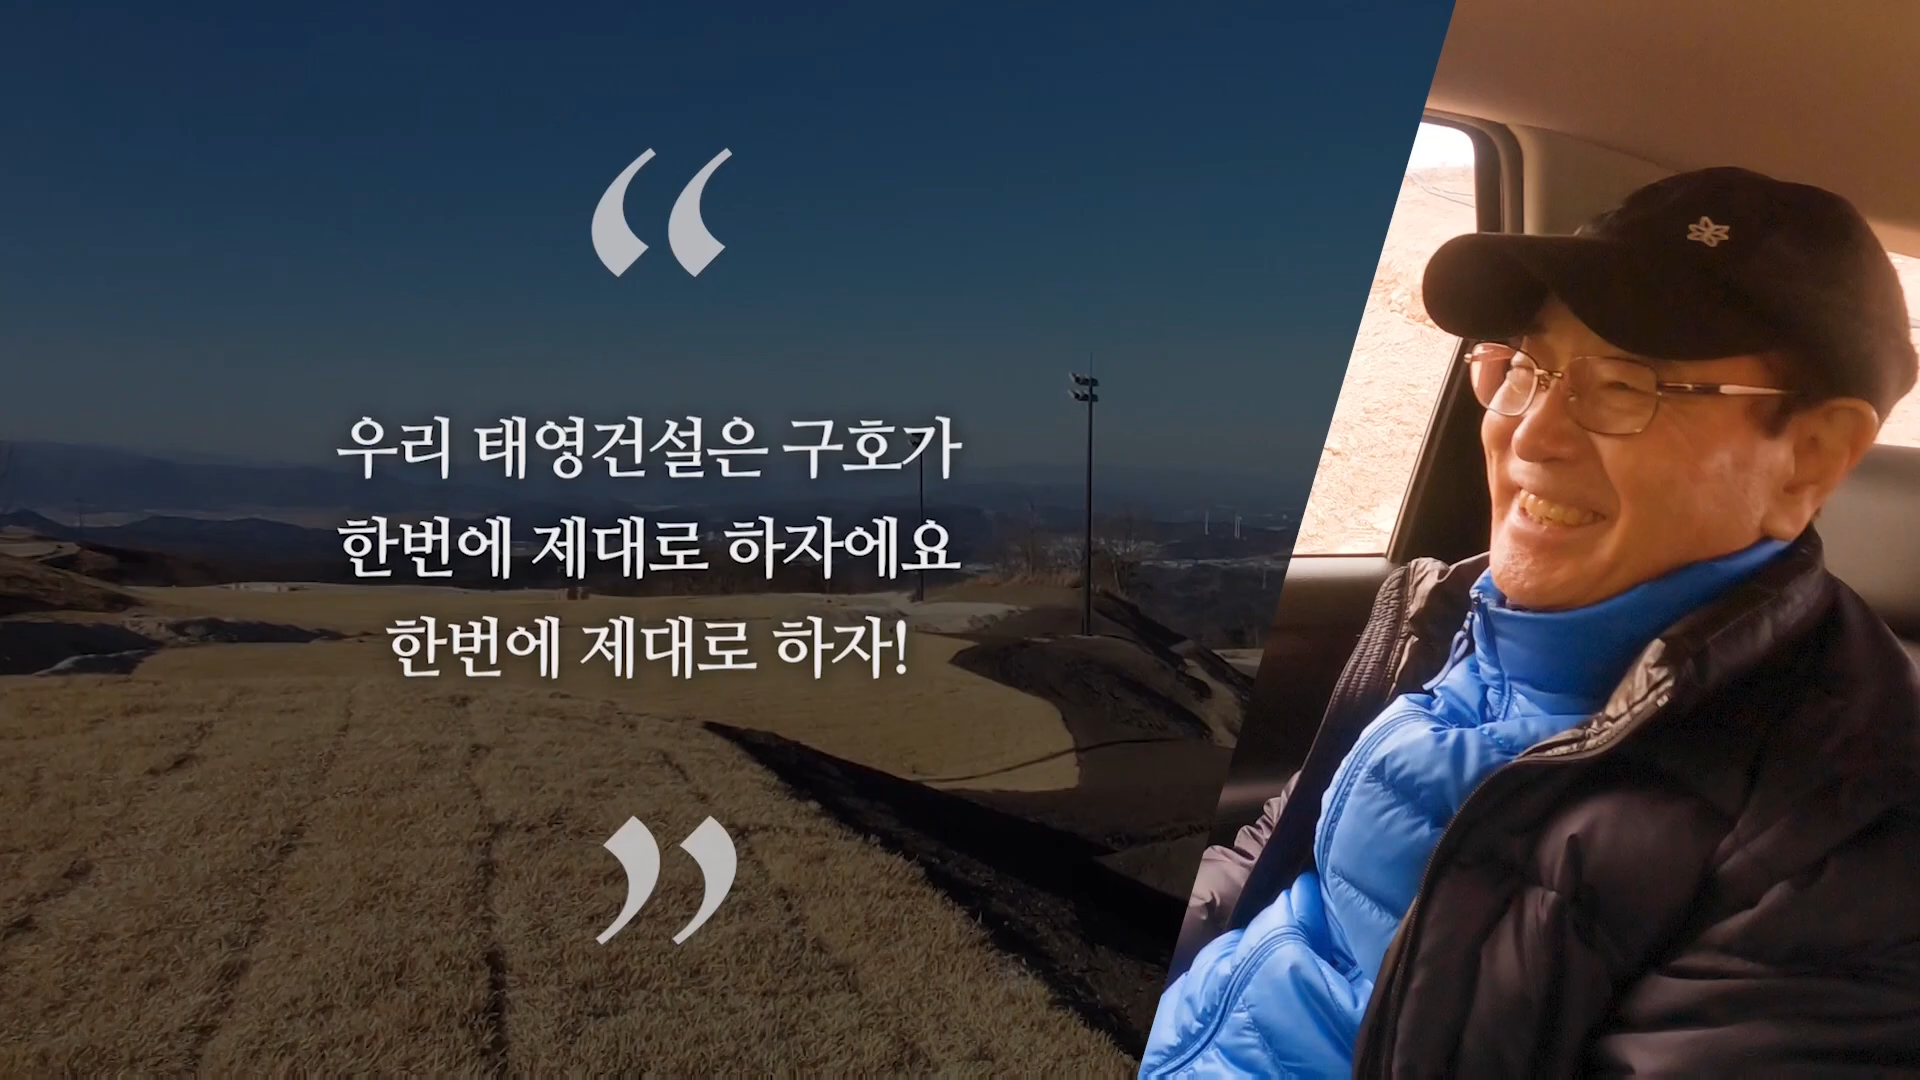 “
우리 태영건설은 구호가
한번에 제대로 하자에요
한번에 제대로 하자!
”